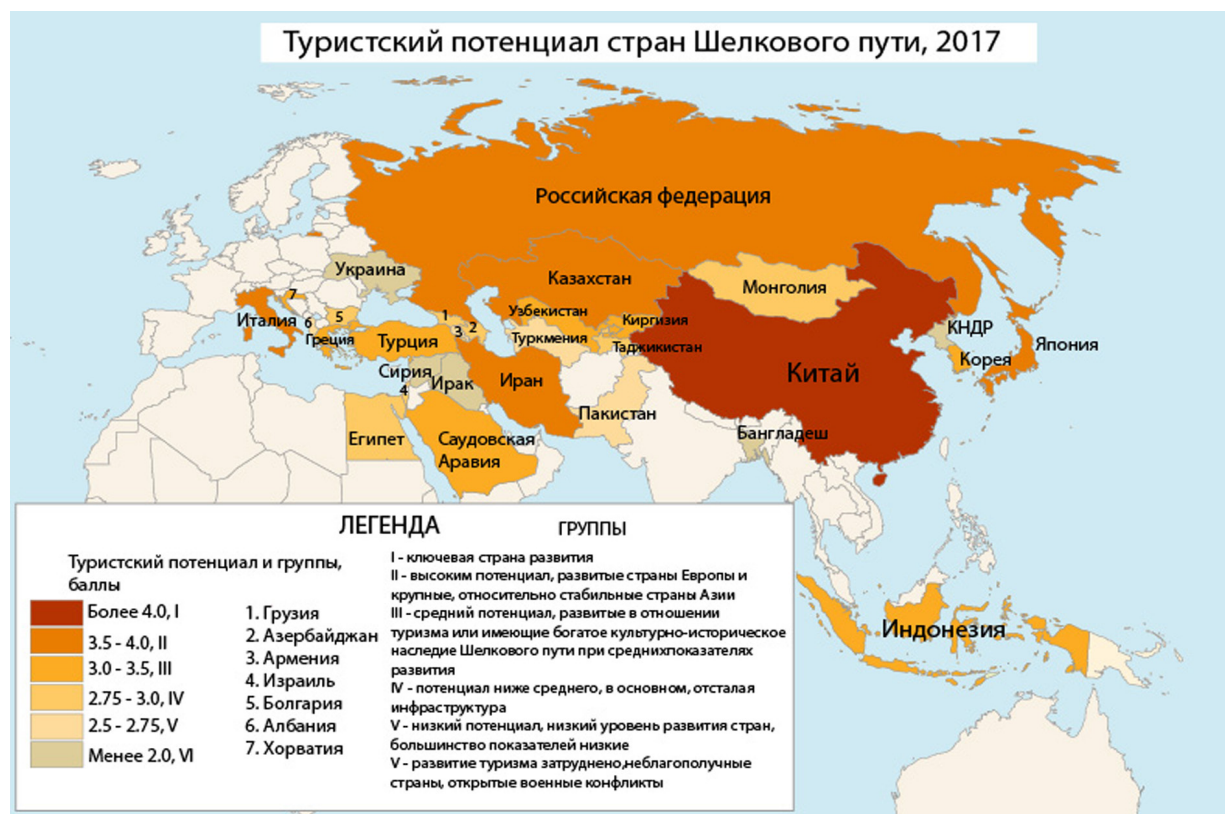 Туристский потенциал стран Шелкового пути, 2017
Российская федерация
Украина
Казахстан
Монголия
7
Италия
6
5
Греция
1
3
2
Турция
Узбекистан
Киргизия
Туркмения
Таджикистан
КНДР
Корея
Япония
Сирия
4
Ирак
Иран
Китай
Пакистан
Египет
Саудовская
Аравия
Бангладеш
Индонезия
ЛЕГЕНДА
Туристский потенциал и группы,
баллы
Более 4.0, I
3.5 - 4.0, II
3.0 - 3.5, III
2.75 - 3.0, IV
2.5 - 2.75, V
Менее 2.0, VI
1. Грузия
2. Азербайджан
3. Армения
4. Израиль
5. Болгария
6. Албания
7. Хорватия
ГРУППЫ
I - ключевая страна развития
II - высоким потенциал, развитые страны Европы и
крупные, относительно стабильные страны Азии
III - средний потенциал, развитые в отношении
туризма или имеющие богатое культурно-историческое
наследие Шелкового пути при среднихпоказателях
развития
IV - потенциал ниже среднего, в основном, отсталая
инфраструктура
V - низкий потенциал, низкий уровень развития стран,
большинство показателей низкие
V - развитие туризма затруднено,неблагополучные
страны, открытые военные конфликты